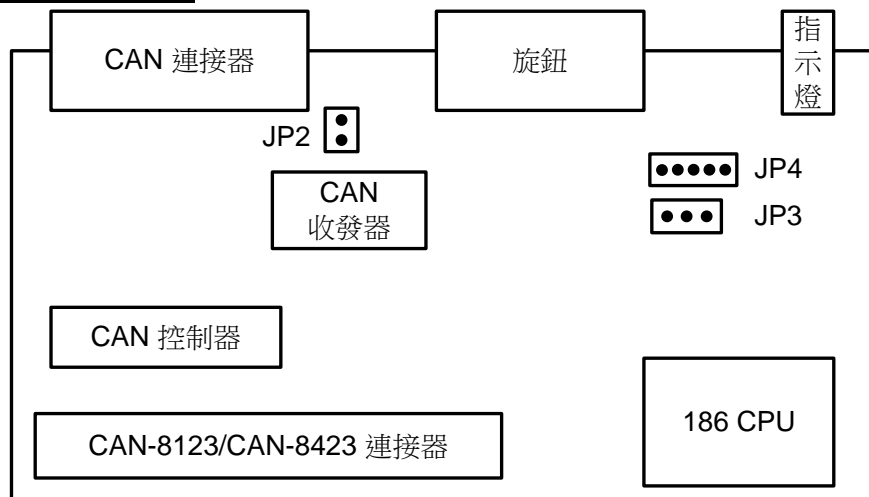 CAN 連接器
旋鈕
指
示
燈
JP2
CAN
收發器
JP4
JP3
CAN 控制器
186 CPU
CAN-8123/CAN-8423 連接器